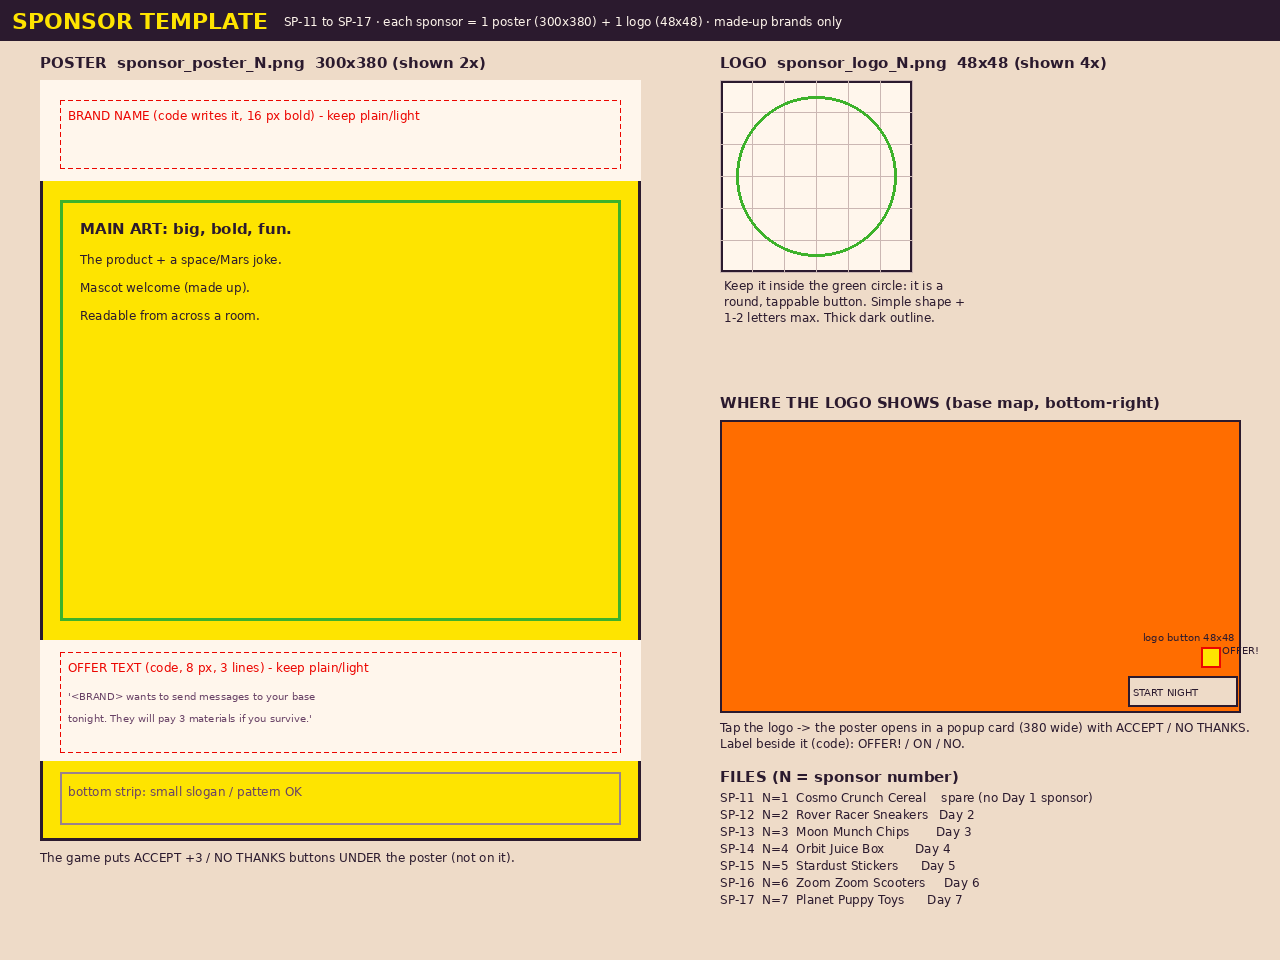 SPONSOR TEMPLATE SP-11 to SP-17 · each sponsor = 1 poster (300x380) + 1 logo (48x48) · made-up brands only
POSTER sponsor_poster_N.png 300x380 (shown 2x)
BRAND NAME (code writes it, 16 px bold) - keep plain/light
MAIN ART: big, bold, fun.
The product + a space/Mars joke.
Mascot welcome (made up).
Readable from across a room.
OFFER TEXT (code, 8 px, 3 lines) - keep plain/light
'<BRAND> wants to send messages to your base
tonight. They will pay 3 materials if you survive.'
bottom strip: small slogan / pattern OK
The game puts ACCEPT +3 / NO THANKS buttons UNDER the poster (not on it).
LOGO sponsor_logo_N.png 48x48 (shown 4x)
Keep it inside the green circle: it is a
round, tappable button. Simple shape +
1-2 letters max. Thick dark outline.
WHERE THE LOGO SHOWS (base map, bottom-right)
logo button 48x48
OFFER!
START NIGHT
Tap the logo -> the poster opens in a popup card (380 wide) with ACCEPT / NO THANKS.
Label beside it (code): OFFER! / ON / NO.
FILES (N = sponsor number)
SP-11 N=1 Cosmo Crunch Cereal spare (no Day 1 sponsor)
SP-12 N=2 Rover Racer Sneakers Day 2
SP-13 N=3 Moon Munch Chips Day 3
SP-14 N=4 Orbit Juice Box Day 4
SP-15 N=5 Stardust Stickers Day 5
SP-16 N=6 Zoom Zoom Scooters Day 6
SP-17 N=7 Planet Puppy Toys Day 7